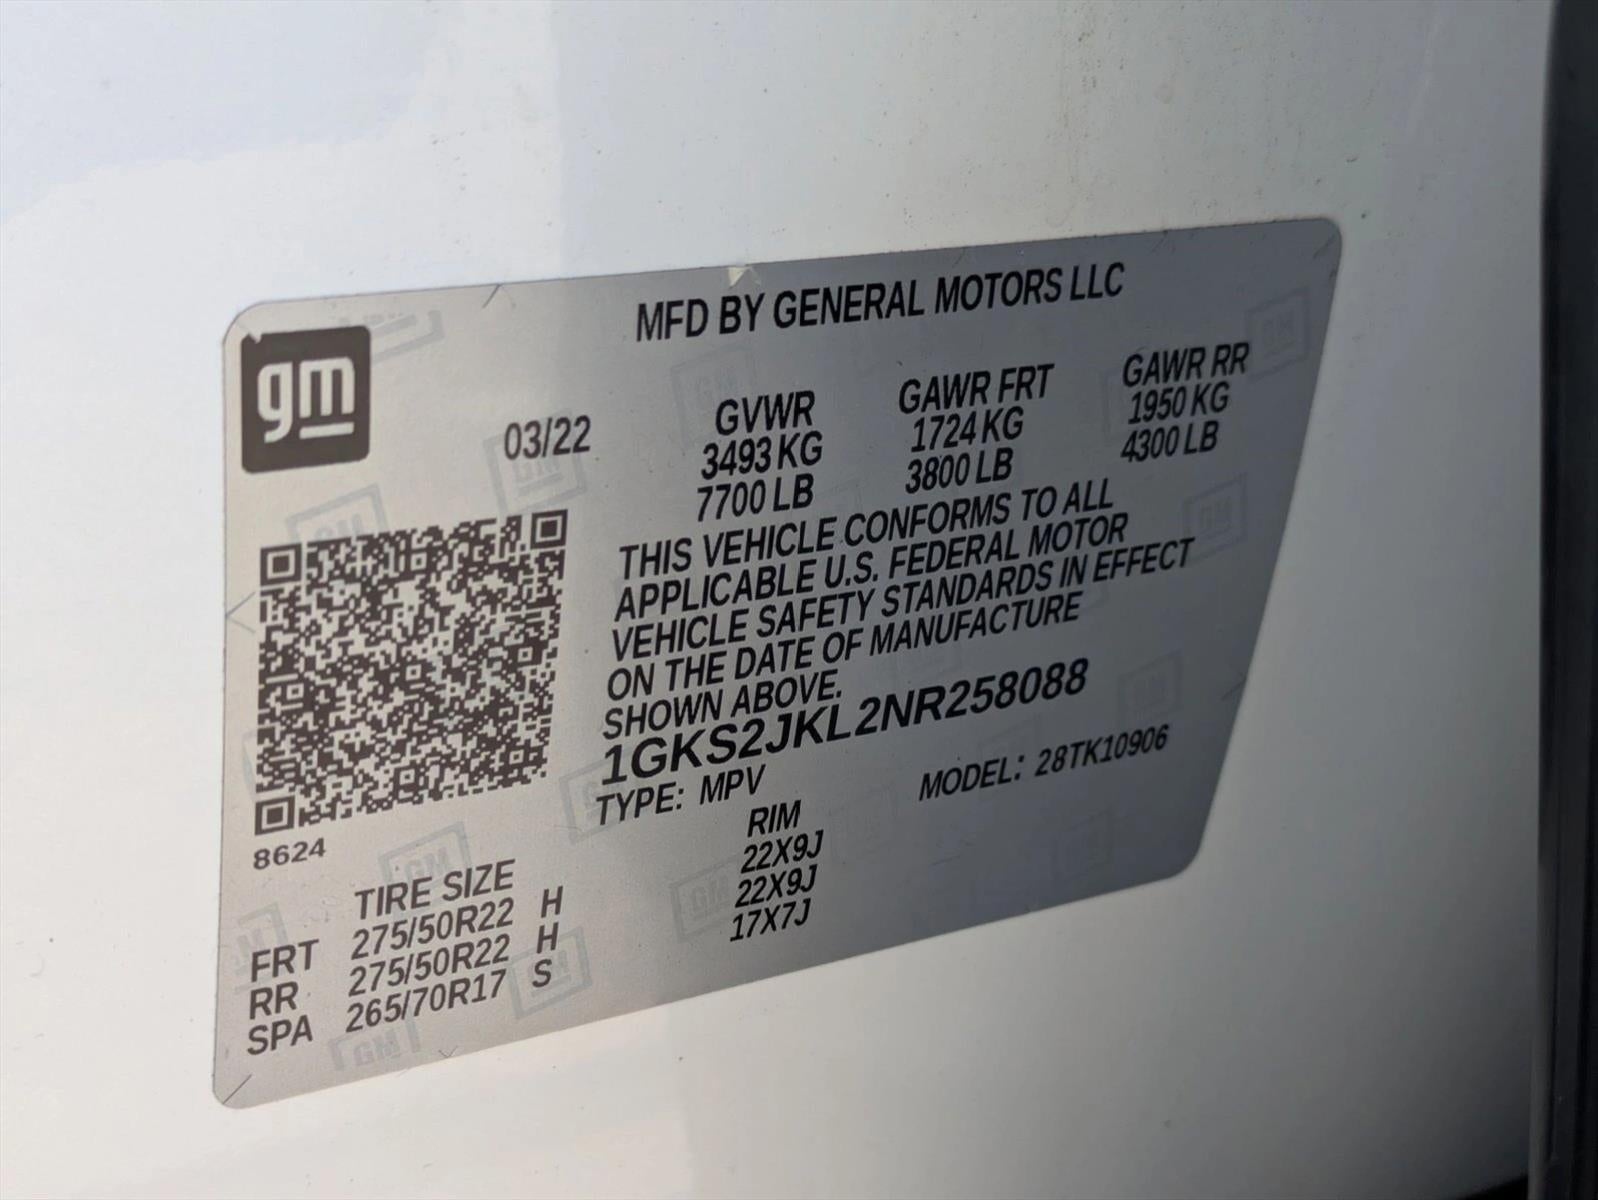 gm
MFD BY GENERAL MOTORS LLC
03/22
GVWR GAWR FRT GAWR RR
3493 KG 1724 KG 1950 KG
7700 LB 3800 LB 4300 LB
THIS VEHICLE CONFORMS TO ALL
APPLICABLE U.S. FEDERAL MOTOR
VEHICLE SAFETY STANDARDS IN EFFECT
ON THE DATE OF MANUFACTURE
SHOWN ABOVE.
1GKS2JKL2NR258088
TYPE: MPV MODEL: 28TK10906
8624
TIRE SIZE RIM
FRT 275/50R22 H 22X9J
RR 275/50R22 H 22X9J
SPA 265/70R17 S 17X7J